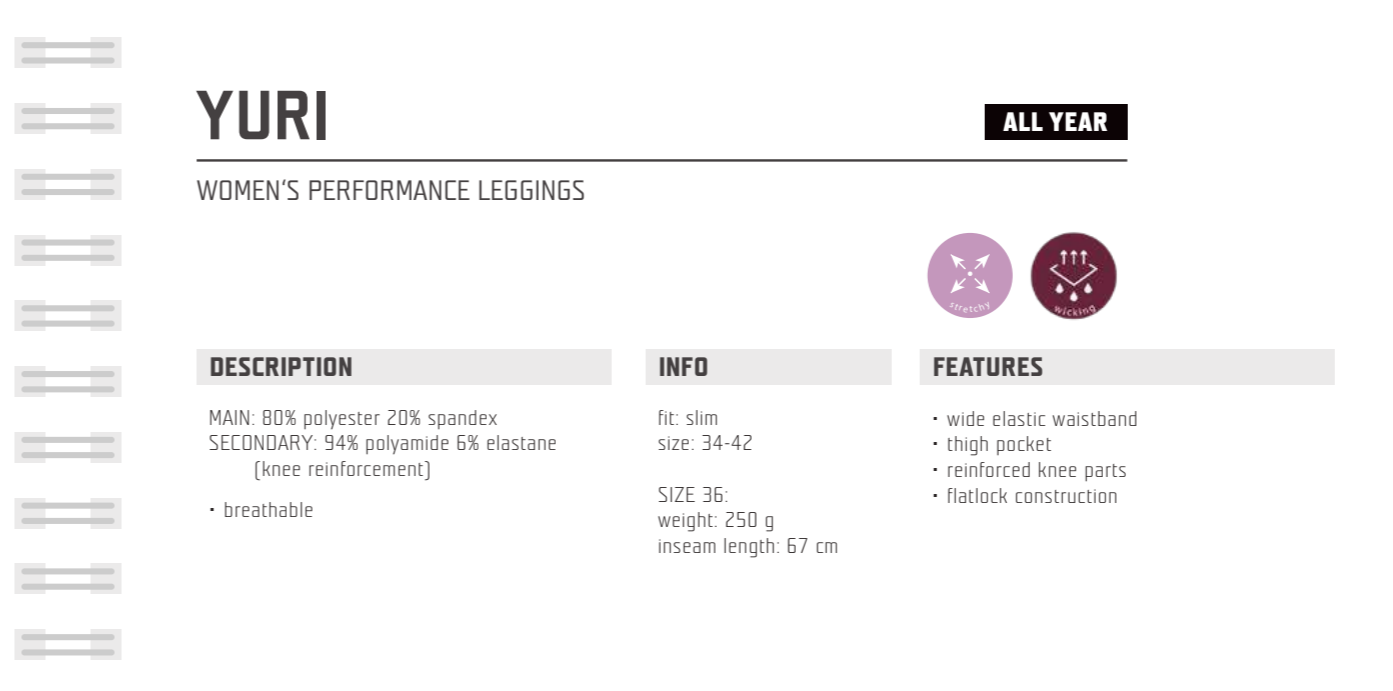 YURI
ALL YEAR
WOMEN'S PERFORMANCE LEGGINGS
stretchy
wicking
DESCRIPTION
MAIN: 80% polyester 20% spandex
SECONDARY: 94% polyamide 6% elastane
(knee reinforcement)
· breathable
INFO
fit: slim
size: 34-42
SIZE 36:
weight: 250 g
inseam length: 67 cm
FEATURES
· wide elastic waistband
· thigh pocket
· reinforced knee parts
· flatlock construction